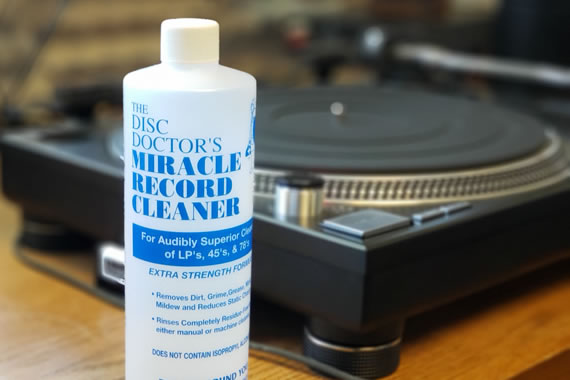 THE
DISC
DOCTOR'S
MIRACLE
RECORD
CLEANER
For Audibly Superior
of LP's, 45's, & 78's
EXTRA STRENGTH
• Removes Dirt, Grime, Grease,
Mildew and Reduces Static
• Rinses Completely
either manual or machine
DOES NOT CONTAIN ISOPROPYL